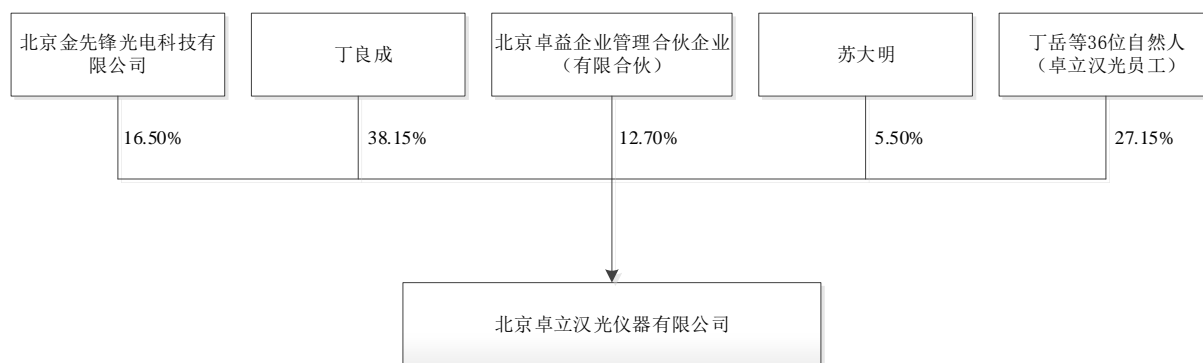 北京金先锋光电科技有
限公司
丁良成
北京卓益企业管理合伙企业
（有限合伙）
苏大明
丁岳等36位自然人
（卓立汉光员工）
16.50%
38.15%
12.70%
5.50%
27.15%
北京卓立汉光仪器有限公司